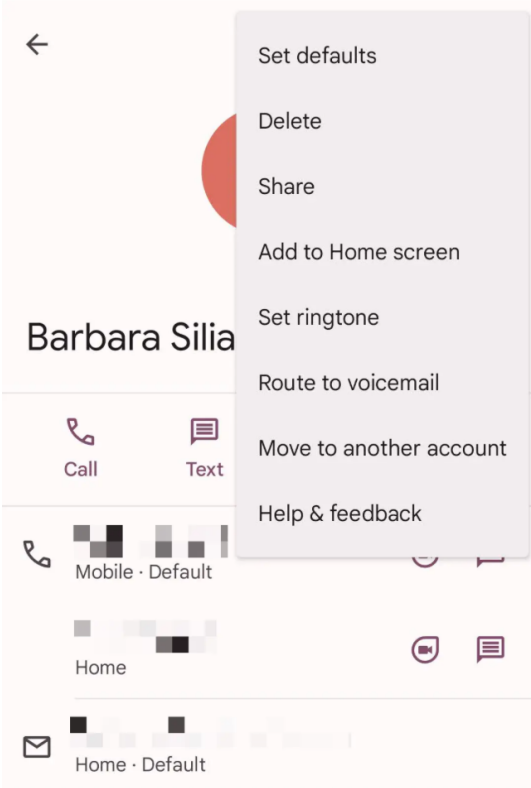 Set defaults
Delete
Share
Add to Home screen
Set ringtone
Route to voicemail
Move to another account
Help & feedback
Barbara Silia
Call
Text
Mobile · Default
Home
Home · Default